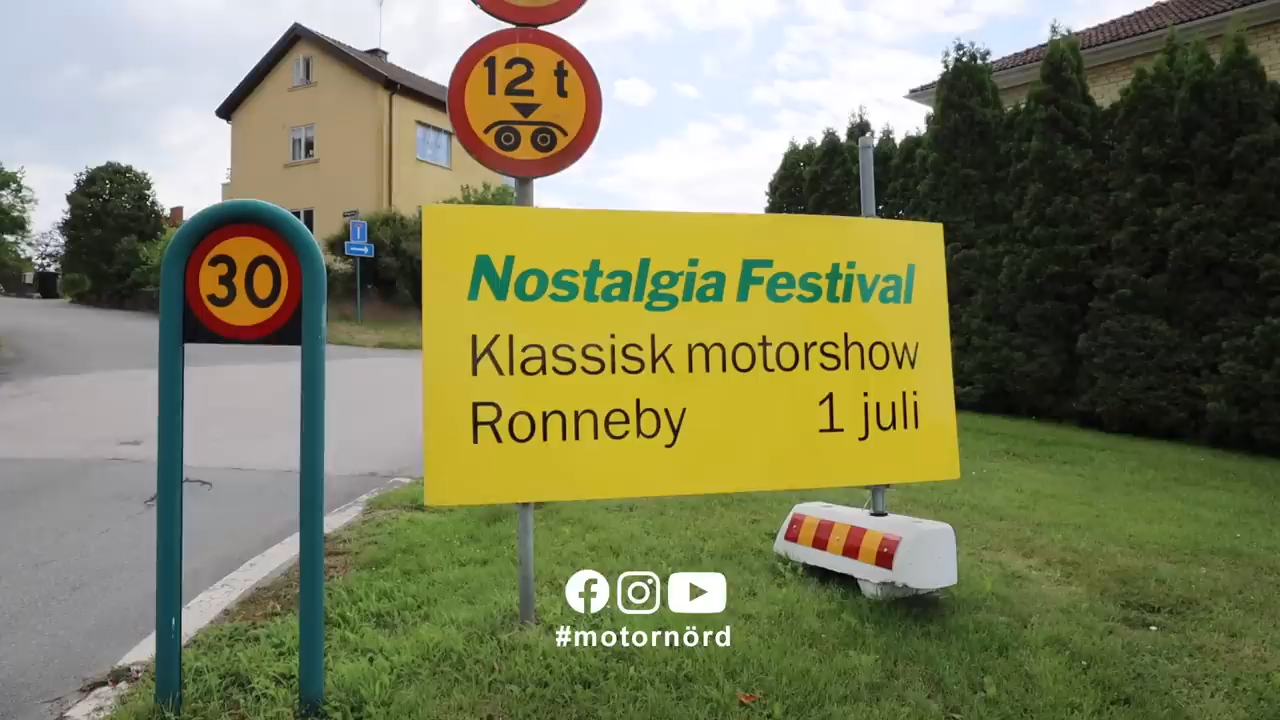 12 t
30
Nostalgia Festival
Klassisk motorshow
Ronneby 1 juli
#motornörd